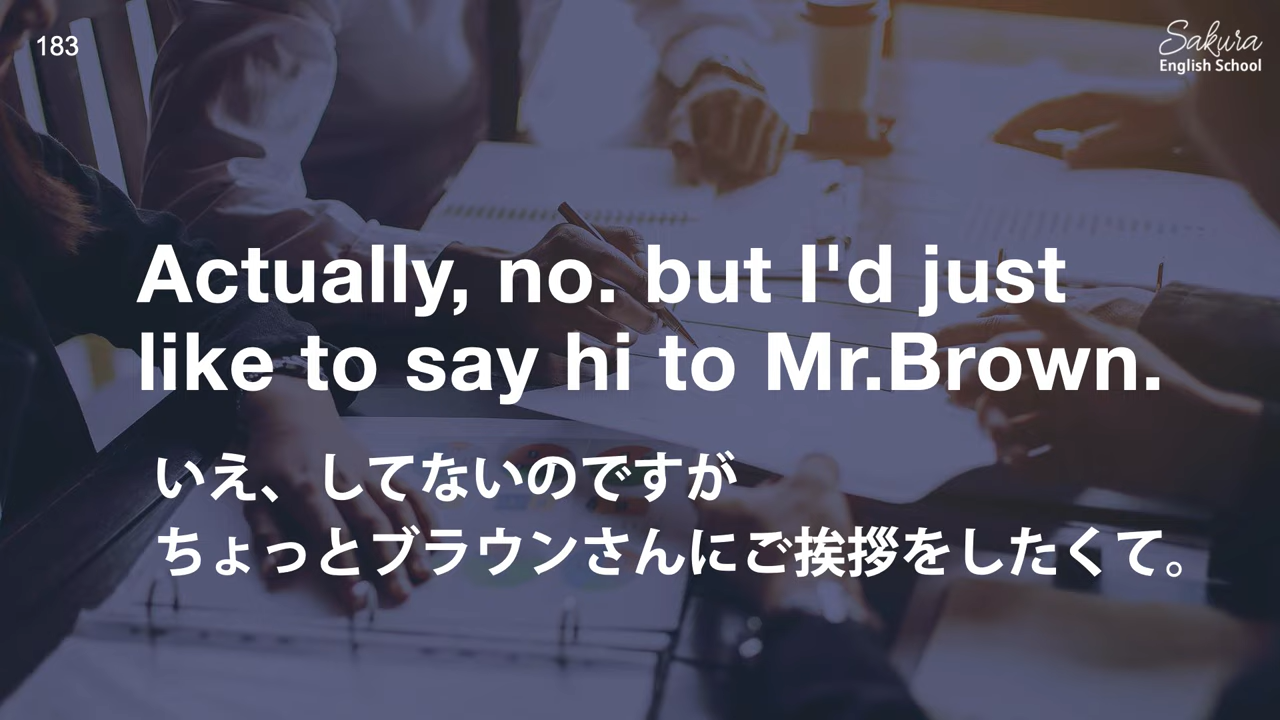 183
Sakura
English School
Actually, no. but I'd just
like to say hi to Mr.Brown.
いえ、してないのですが
ちょっとブラウンさんにご挨拶をしたくて。